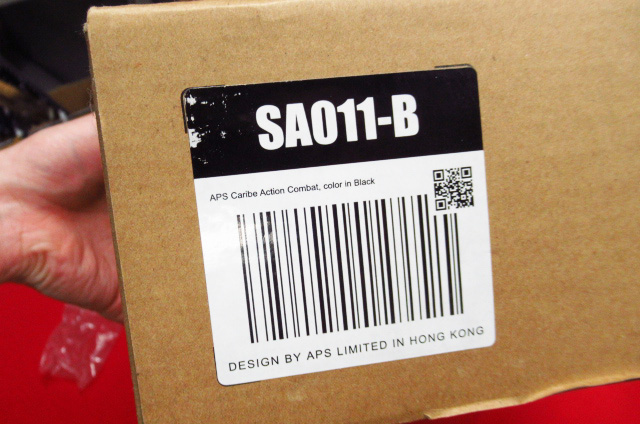 SA011-B
APS Caribe Action Combat, color in Black
DESIGN BY APS LIMITED IN HONG KONG